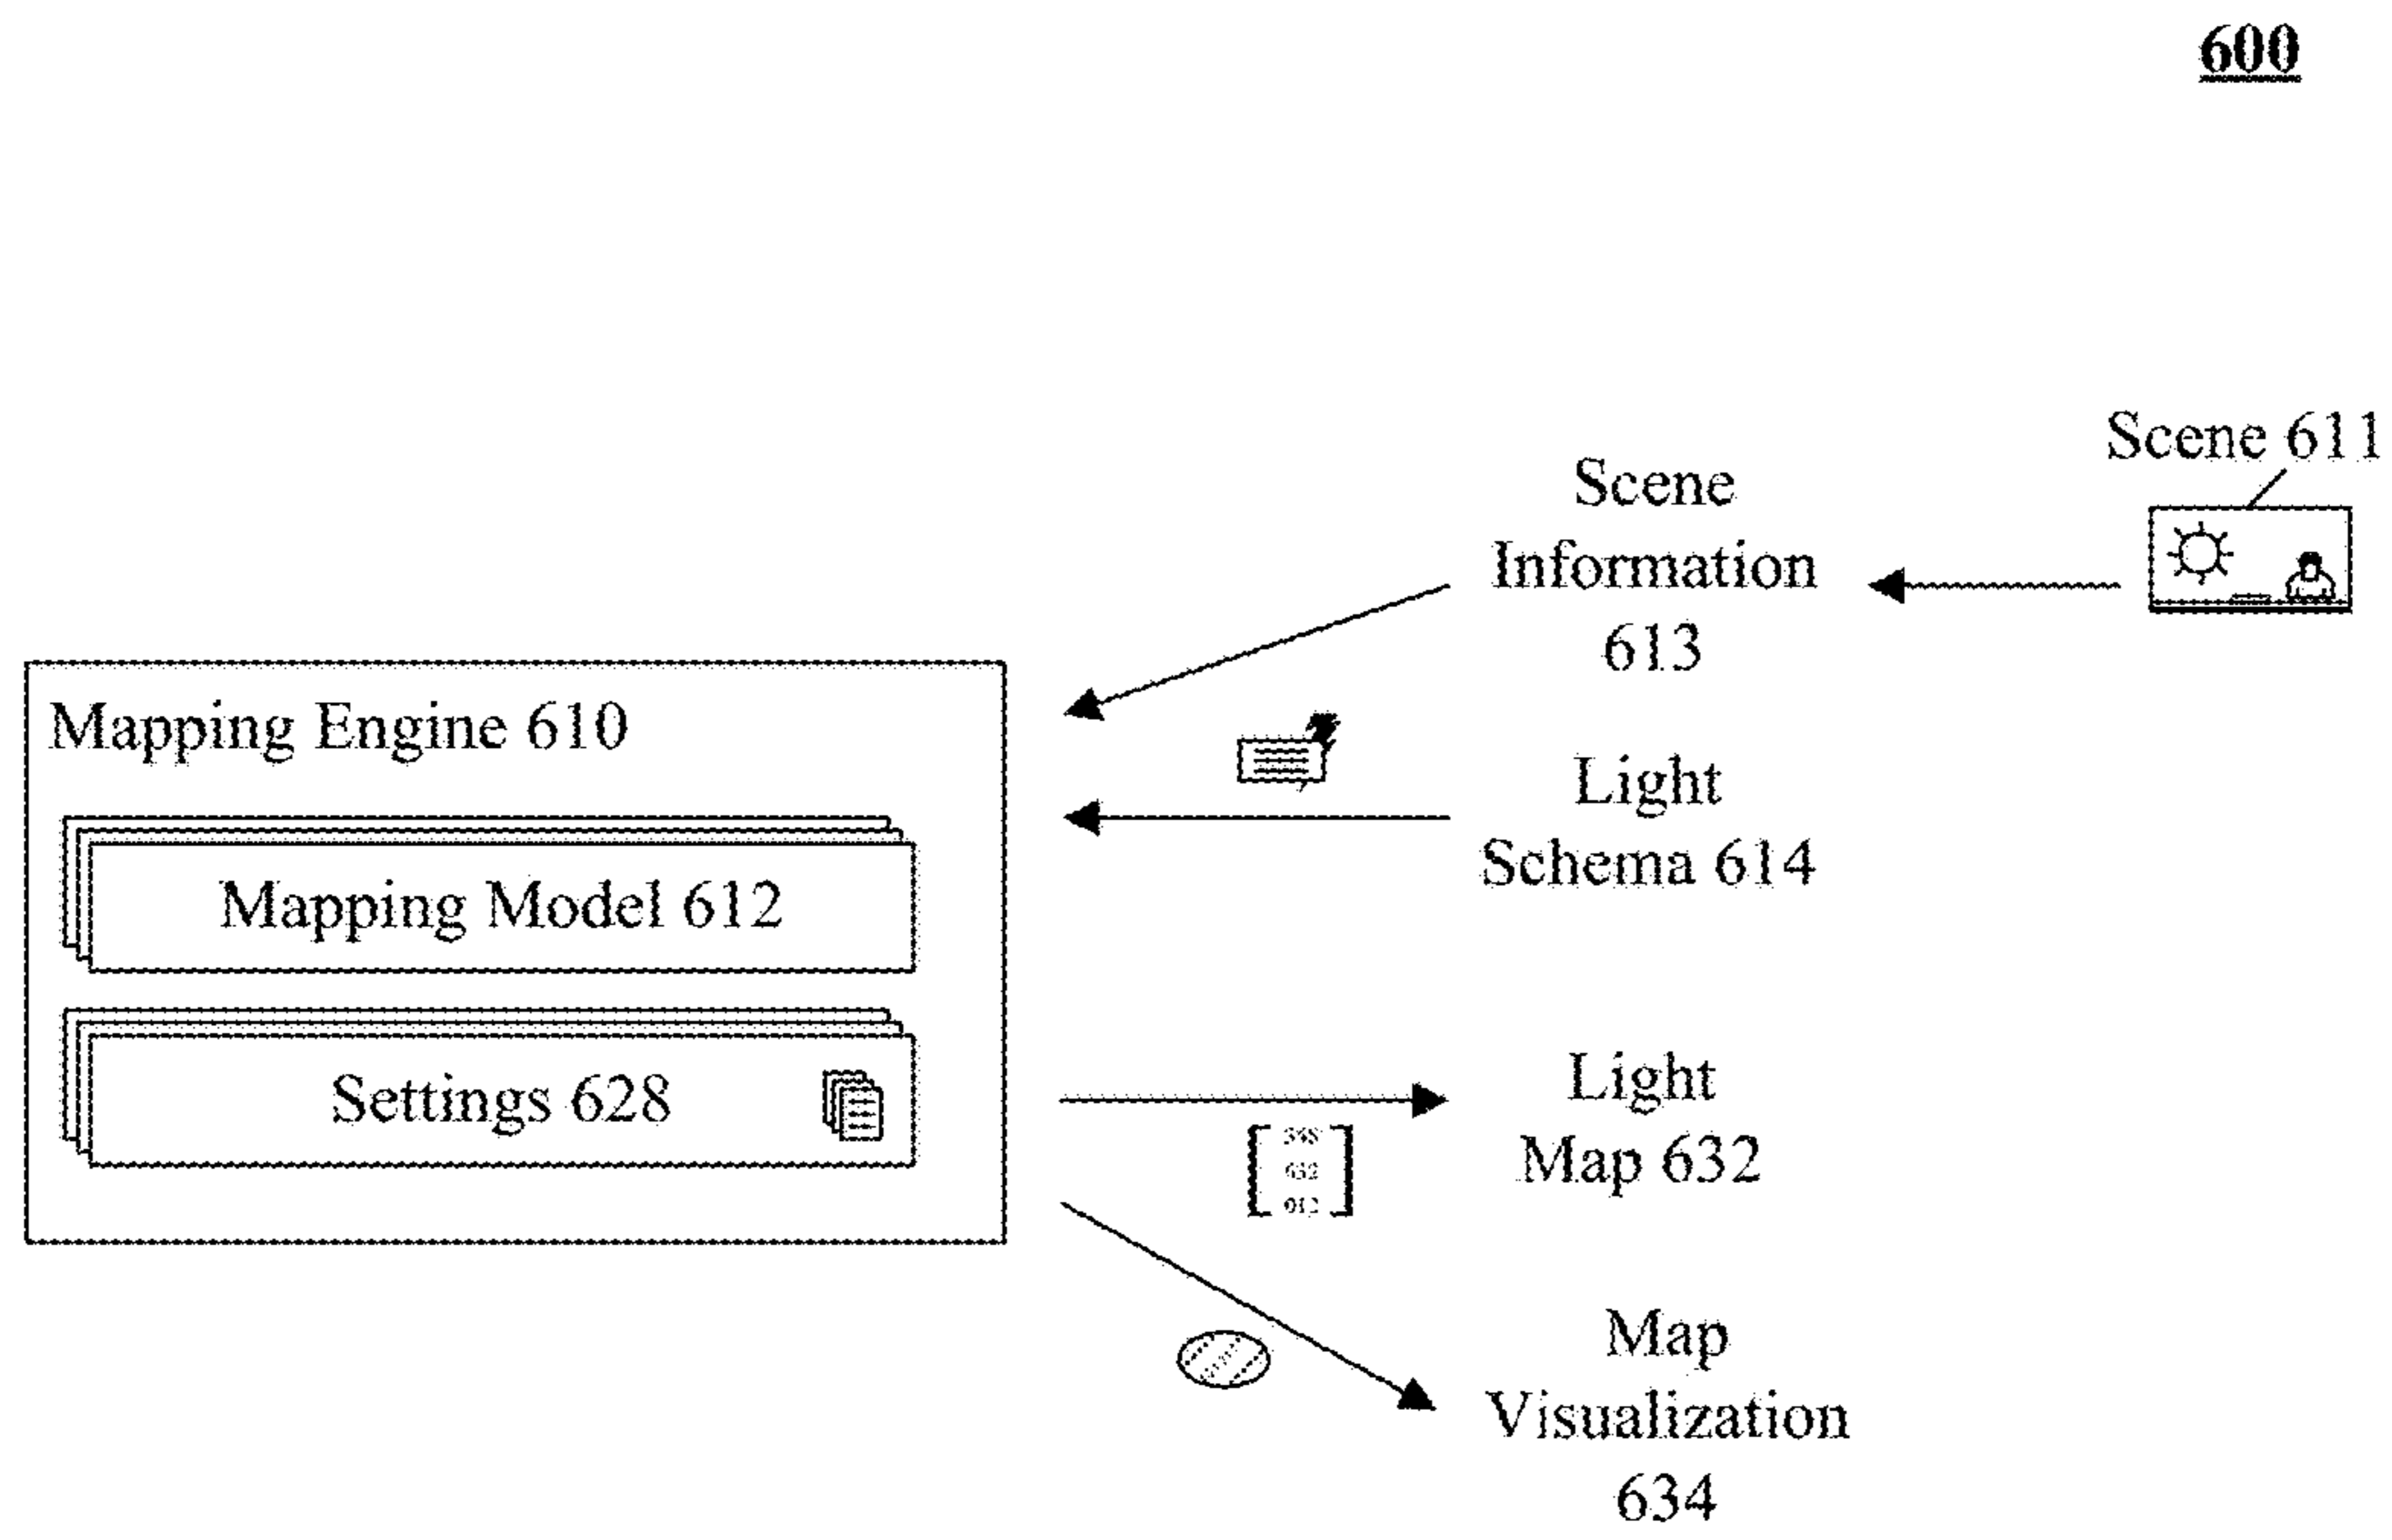 600
Scene 611
Scene
Information
613
Mapping Engine 610
Light
Schema 614
Mapping Model 612
Settings 628
Light
Map 632
Map
Visualization
634